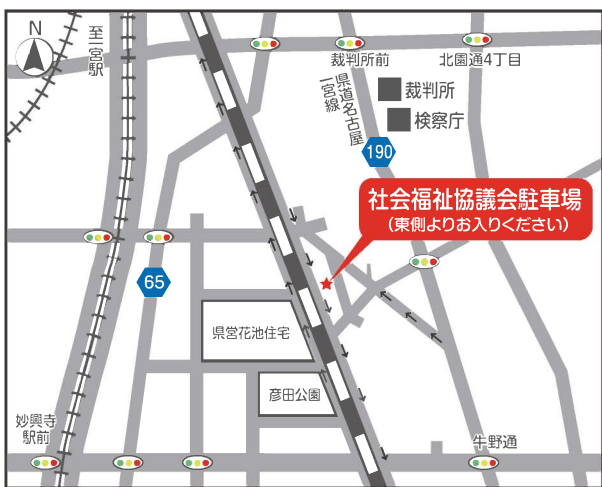 N
至一宮駅
裁判所前
北園通4丁目
県道名古屋
一宮線
裁判所
検察庁
190
社会福祉協議会駐車場
(東側よりお入りください)
65
県営花池住宅
彦田公園
妙興寺
駅前
牛野通